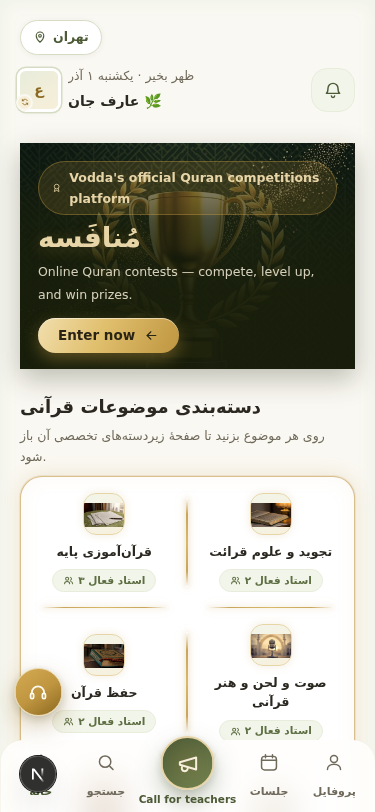 تهران
ظهر بخیر · یکشنبه ۱ آذر
عارف جان 🌿
ع
Vodda's official Quran competitions
platform
مُنافَسه
Online Quran contests — compete, level up,
and win prizes.
Enter now ←
دسته‌بندی موضوعات قرآنی
روی هر موضوع بزنید تا صفحهٔ زیردسته‌های تخصصی آن باز
شود.
تجوید و علوم قرائت
۲ استاد فعال
قرآن‌آموزی پایه
۳ استاد فعال
صوت و لحن و هنر
قرآنی
۲ استاد فعال
حفظ قرآن
۲ استاد فعال
پروفایل
جلسات
Call for teachers
جستجو
خانه
N